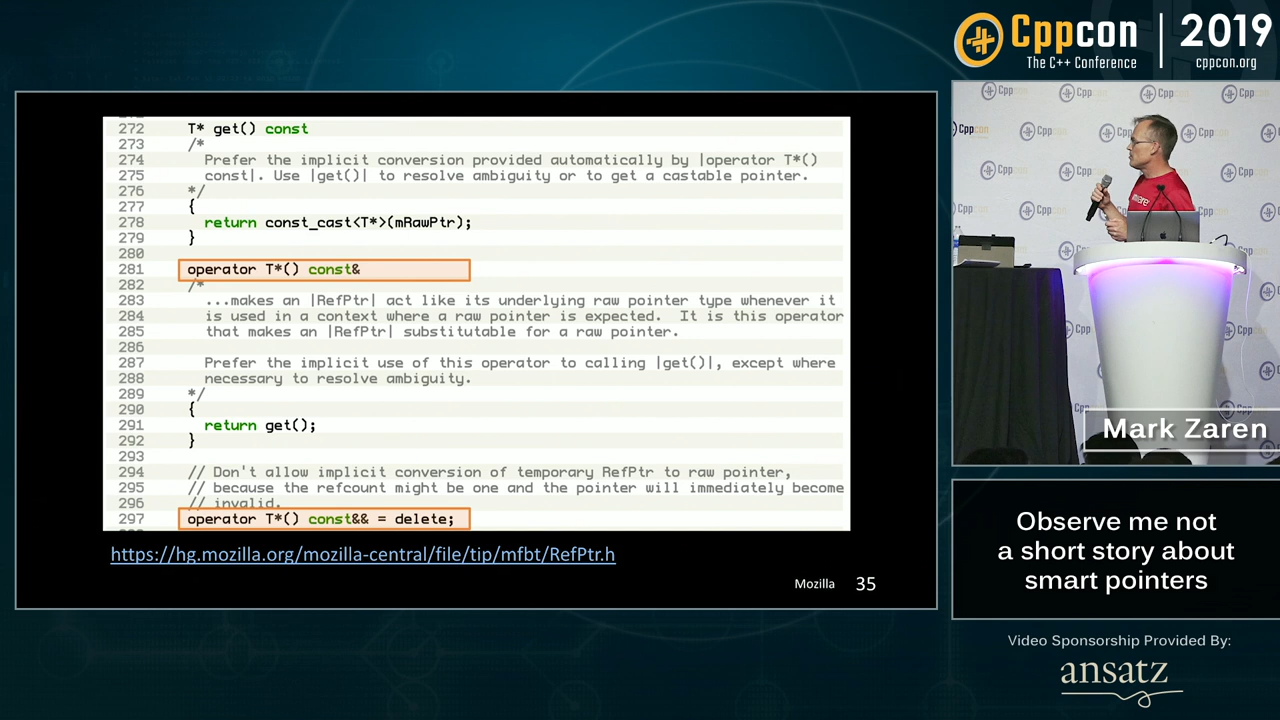 Cppcon
The C++ Conference
2019
cppcon.org
272 T* get() const
273 /*
274 Prefer the implicit conversion provided automatically by |operator T*()
275 const|. Use |get()| to resolve ambiguity or to get a castable pointer.
276 */
277 {
278 return const_cast<T*>(mRawPtr);
279 }
280
281 operator T*() const&
282 /*
283 ...makes an |RefPtr| act like its underlying raw pointer type whenever it
284 is used in a context where a raw pointer is expected. It is this operator
285 that makes an |RefPtr| substitutable for a raw pointer.
286
287 Prefer the implicit use of this operator to calling |get()|, except where
288 necessary to resolve ambiguity.
289 */
290 {
291 return get();
292 }
293
294 // Don't allow implicit conversion of temporary RefPtr to raw pointer,
295 // because the refcount might be one and the pointer will immediately become
296 // invalid.
297 operator T*() const&& = delete;
https://hg.mozilla.org/mozilla-central/file/tip/mfbt/RefPtr.h
Mozilla 35
Mark Zaren
Observe me not
a short story about
smart pointers
Video Sponsorship Provided By:
ansatz